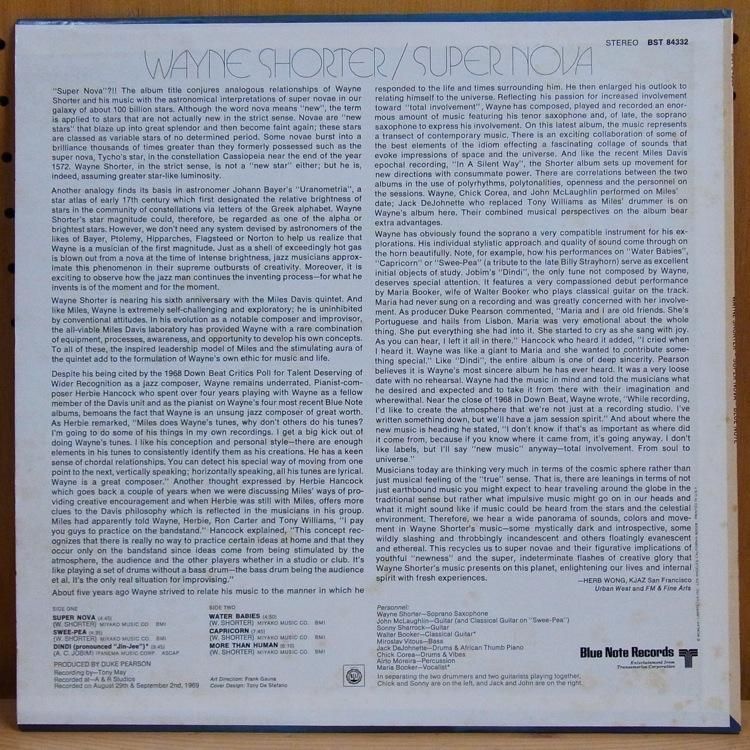 STEREO BST 84332
WAYNE SHORTER/SUPER NOVA
"Super Nova"?!! The album title conjures analogous relationships of Wayne
Shorter and his music with the astronomical interpretations of super novae in our
galaxy of about 100 billion stars. Although the word nova means "new", the term
is applied to stars that are not actually new in the strict sense. Novae are "new
stars" that blaze up into great splendor and then become faint again; these stars
are classed as variable stars of no determined period. Some novae burst into a
brilliance thousands of times greater than they formerly possessed such as the
super nova, Tycho's star, in the constellation Cassiopeia near the end of the year
1572. Wayne Shorter, in the strict sense, is not a "new star" either; but he is,
indeed, assuming greater star-like luminosity.
Another analogy finds its basis in astronomer Johann Bayer's "Uranometria", a
star atlas of early 17th century which first designated the relative brightness of
stars in the community of constellations via letters of the Greek alphabet. Wayne
Shorter's star magnitude could, therefore, be regarded as one of the alpha or
brightest stars. However, we don't need any system devised by astronomers of the
likes of Bayer, Ptolemy, Hipparches, Flagsteed or Norton to help us realize that
Wayne is a musician of the first magnitude. Just as a shell of exceedingly hot gas
is blown out from a nova at the time of intense brightness, jazz musicians approx-
imate this phenomenon in their supreme outbursts of creativity. Moreover, it is
exciting to observe how the jazz man continues the inventing process—for what he
invents is of the moment and for the moment.
Wayne Shorter is nearing his sixth anniversary with the Miles Davis quintet. And
like Miles, Wayne is extremely self-challenging and exploratory; he is uninhibited
by conventional attitudes. In his evolution as a notable composer and improvisor,
the all-viable Miles Davis laboratory has provided Wayne with a rare combination
of equipment, processes, awareness, and opportunity to develop his own concepts.
To all of these, the inspired leadership model of Miles and the stimulating aura of
the quintet add to the formulation of Wayne's own ethic for music and life.
Despite his being cited by the 1968 Down Beat Critics Poll for Talent Deserving of
Wider Recognition as a jazz composer, Wayne remains underrated. Pianist-com-
poser Herbie Hancock who spent over four years playing with Wayne as a fellow
member of the Davis unit and as the pianist on Wayne's four most recent Blue Note
albums, bemoans the fact that Wayne is an unsung jazz composer of great worth.
As Herbie remarked, "Miles does Wayne's tunes, why don't others do his tunes?
I'm going to do some of his things in my own recordings. I get a big kick out of
doing Wayne's tunes. I like his conception and personal style—there are enough
elements in his tunes to consistently identify them as his creations. He has a keen
sense of chordal relationships. You can detect his special way of moving from one
point to the next, vertically speaking; horizontally speaking, all his tunes are lyrical.
Wayne is a great composer." Another thought expressed by Herbie Hancock
which goes back a couple of years when we were discussing Miles' ways of pro-
viding creative encouragement and when Herbie was still with Miles, offers more
clues to the Davis philosophy which is reflected in the musicians in his group.
Miles had apparently told Wayne, Herbie, Ron Carter and Tony Williams, "I pay
you guys to practice on the bandstand." Hancock explained, "This concept rec-
ognizes that there is really no way to practice certain ideas at home and that they
occur only on the bandstand since ideas come from being stimulated by the
atmosphere, the audience and the other players whether in a studio or club. It's
like playing a set of drums without a bass drum—the bass drum being the audience
et al. It's the only real situation for improvising."
About five years ago Wayne strived to relate his music to the manner in which he
responded to the life and times surrounding him. He then enlarged his outlook to
relating himself to the universe. Reflecting his passion for increased involvement
toward "total involvement", Wayne has composed, played and recorded an enor-
mous amount of music featuring his tenor saxophone and, of late, the soprano
saxophone to express his involvement. On this latest album, the music represents
a transect of contemporary music. There is an exciting collaboration of some of
the best elements of the idiom effecting a fascinating collage of sounds that
evoke impressions of space and the universe. And like the recent Miles Davis
epochal recording, "In A Silent Way", the Shorter album sets up movement for
new directions with consummate power. There are correlations between the two
albums in the use of polyrhythms, polytonalities, openness and the personnel on
the sessions. Wayne, Chick Corea, and John McLaughlin performed on Miles'
date; Jack DeJohnette who replaced Tony Williams as Miles' drummer is on
Wayne's album here. Their combined musical perspectives on the album bear
extra advantages.
Wayne has obviously found the soprano a very compatible instrument for his ex-
plorations. His individual stylistic approach and quality of sound come through on
the horn beautifully. Note, for example, how his performances on "Water Babies",
"Capricorn" or "Swee-Pea" (a tribute to the late Billy Strayhorn) serve as excellent
initial objects of study. Jobim's "Dindi", the only tune not composed by Wayne,
deserves special attention. It features a very compassioned debut performance
by Maria Booker, wife of Walter Booker who plays classical guitar on the track.
Maria had never sung on a recording and was greatly concerned with her involve-
ment. As producer Duke Pearson commented, "Maria and I are old friends. She's
Portuguese and hails from Lisbon. Maria was very emotional about the whole
thing. She put everything she had into it. She started to cry as she sang with joy.
As you can hear, I left it all in there." Hancock who heard it added, "I cried when
I heard it. Wayne was like a giant to Maria and she wanted to contribute some-
thing special." Like "Dindi", the entire album is one of deep sincerity. Pearson
believes it is Wayne's most sincere album he has ever heard. It was a very loose
date with no rehearsal. Wayne had the music in mind and told the musicians what
he desired and expected and to take it from there with their imagination and
wherewithal. Near the close of 1968 in Down Beat, Wayne wrote, "While recording,
I'd like to create the atmosphere that we're not just at a recording studio. I've
written something down, but we'll have a jam session spirit." And about where the
new music is heading he stated, "I don't know if that's as important as where did
it come from, because if you know where it came from, it's going anyway. I don't
like labels, but I'll say "new music" anyway—total involvement. From soul to
universe."
Musicians today are thinking very much in terms of the cosmic sphere rather than
just musical feeling of the "true" sense. That is, there are leanings in terms of not
just earthbound music you might expect to hear traveling around the globe in the
traditional sense but rather what impulsive music might go on in our heads and
what it might sound like if music could be heard from the stars and the celestial
environment. Therefore, we hear a wide panorama of sounds, colors and move-
ment in Wayne Shorter's music—some mystically dark and introspective, some
wildly slashing and throbbingly incandescent and others floatingly evanescent
and ethereal. This recycles us to super novae and their figurative implications of
youthful "newness" and the super, indeterminate flashes of creative glory that
Wayne Shorter's music presents on this planet, enlightening our lives and internal
spirit with fresh experiences.
—HERB WONG, KJAZ San Francisco
Urban West and FM & Fine Arts
SIDE ONE
SUPER NOVA (4:45)
(W. SHORTER) MIYAKO MUSIC CO. BMI
SWEE-PEA (4:35)
(W. SHORTER) MIYAKO MUSIC CO. BMI
DINDI (pronounced "Jin-Jee") (9:45)
(A. C. JOBIM) IPANEMA MUSIC CORP. ASCAP
PRODUCED BY DUKE PEARSON
Recording by—Tony May
Recorded at—A & R Studios
Recorded on August 29th & September 2nd, 1969
SIDE TWO
WATER BABIES (4:50)
(W. SHORTER) MIYAKO MUSIC CO. BMI
CAPRICORN (7:45)
(W. SHORTER) MIYAKO MUSIC CO. BMI
MORE THAN HUMAN (6:10)
(W. SHORTER) MIYAKO MUSIC CO. BMI
Art Direction: Frank Gauna
Cover Design: Tony De Stefano
Personnel:
Wayne Shorter—Soprano Saxophone
John McLaughlin—Guitar (and Classical Guitar on "Swee-Pea")
Sonny Sharrock—Guitar
Walter Booker—Classical Guitar*
Miroslav Vitous—Bass
Jack DeJohnette—Drums & African Thumb Piano
Chick Corea—Drums & Vibes
Airto Moreira—Percussion
Maria Booker—Vocalist*
In separating the two drummers and two guitarists playing together,
Chick and Sonny are on the left, and Jack and John are on the right.
Blue Note Records
Entertainment from
Transamerica Corporation